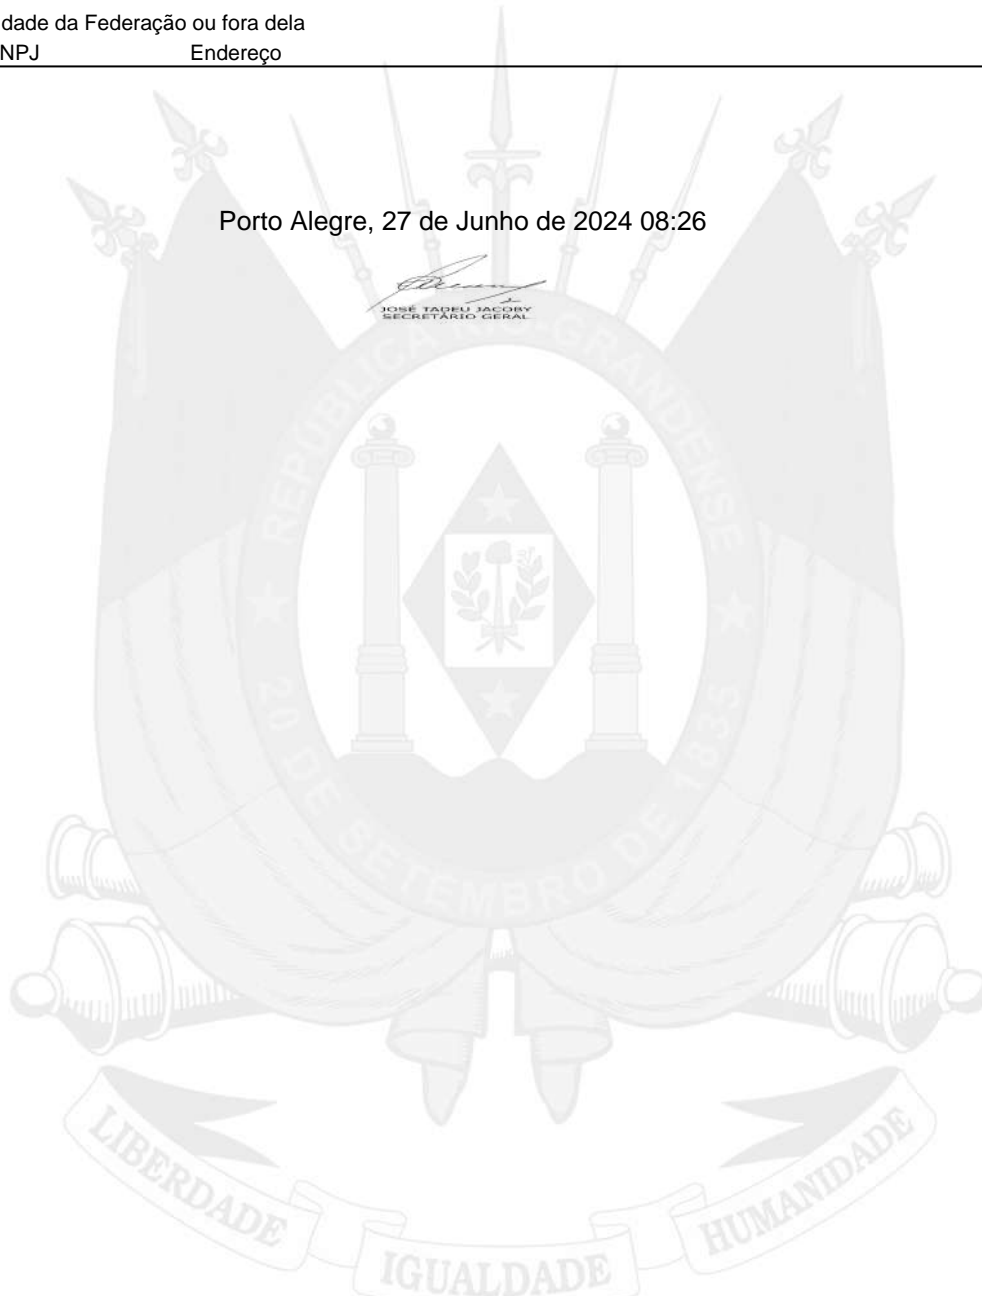 dade da Federação ou fora dela
NPJ Endereço
Porto Alegre, 27 de Junho de 2024 08:26
JOSÉ TADEU JACOBY
SECRETÁRIO GERAL
REPÚBLICA RIO-GRANDENSE
20 DE SETEMBRO DE 1835
LIBERDADE
IGUALDADE
HUMANIDADE